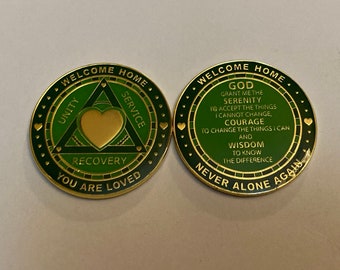 WELCOME HOME
UNITY
SERVICE
RECOVERY
YOU ARE LOVED
WELCOME HOME
GOD
GRANT ME THE
SERENITY
TO ACCEPT THE THINGS
I CANNOT CHANGE,
COURAGE
TO CHANGE THE THINGS I CAN
AND
WISDOM
TO KNOW
THE DIFFERENCE
NEVER ALONE AGAIN